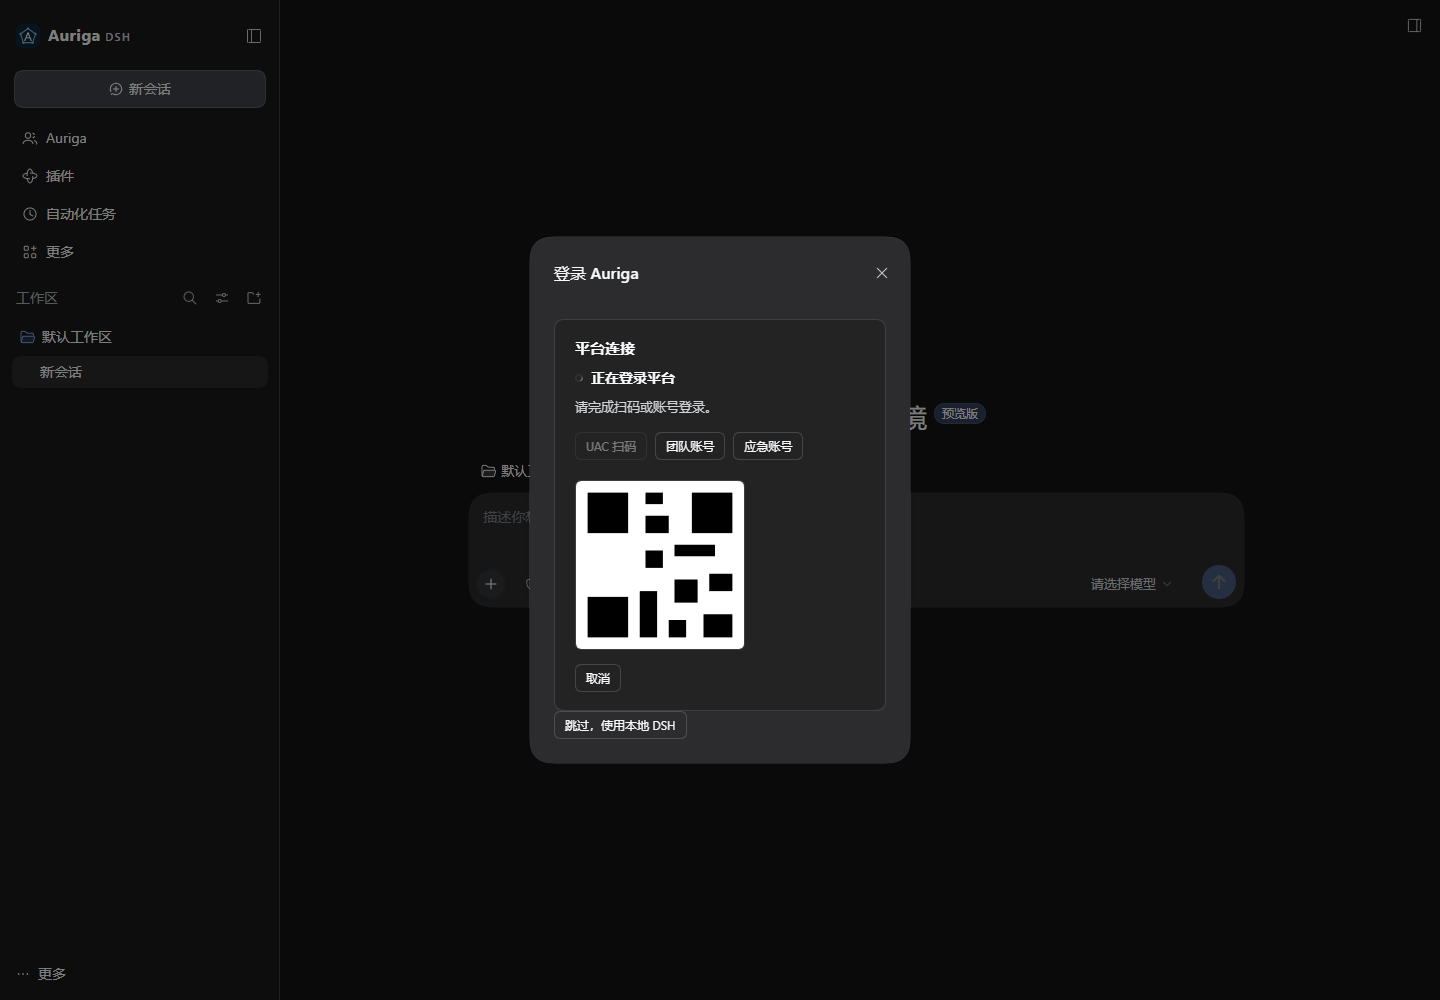 Auriga DSH
新会话
Auriga
插件
自动化任务
更多
工作区
默认工作区
新会话
更多
境 预览版
默认
描述你
请选择模型
登录 Auriga
平台连接
正在登录平台
请完成扫码或账号登录。
UAC 扫码
团队账号
应急账号
取消
跳过，使用本地 DSH